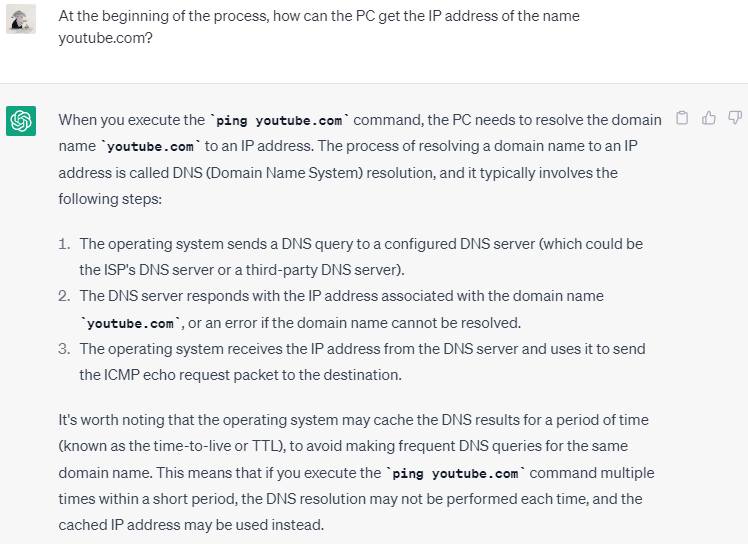 At the beginning of the process, how can the PC get the IP address of the name
youtube.com?
When you execute the `ping youtube.com` command, the PC needs to resolve the domain
name `youtube.com` to an IP address. The process of resolving a domain name to an IP
address is called DNS (Domain Name System) resolution, and it typically involves the
following steps:
1. The operating system sends a DNS query to a configured DNS server (which could be
the ISP's DNS server or a third-party DNS server).
2. The DNS server responds with the IP address associated with the domain name
`youtube.com`, or an error if the domain name cannot be resolved.
3. The operating system receives the IP address from the DNS server and uses it to send
the ICMP echo request packet to the destination.
It's worth noting that the operating system may cache the DNS results for a period of time
(known as the time-to-live or TTL), to avoid making frequent DNS queries for the same
domain name. This means that if you execute the `ping youtube.com` command multiple
times within a short period, the DNS resolution may not be performed each time, and the
cached IP address may be used instead.